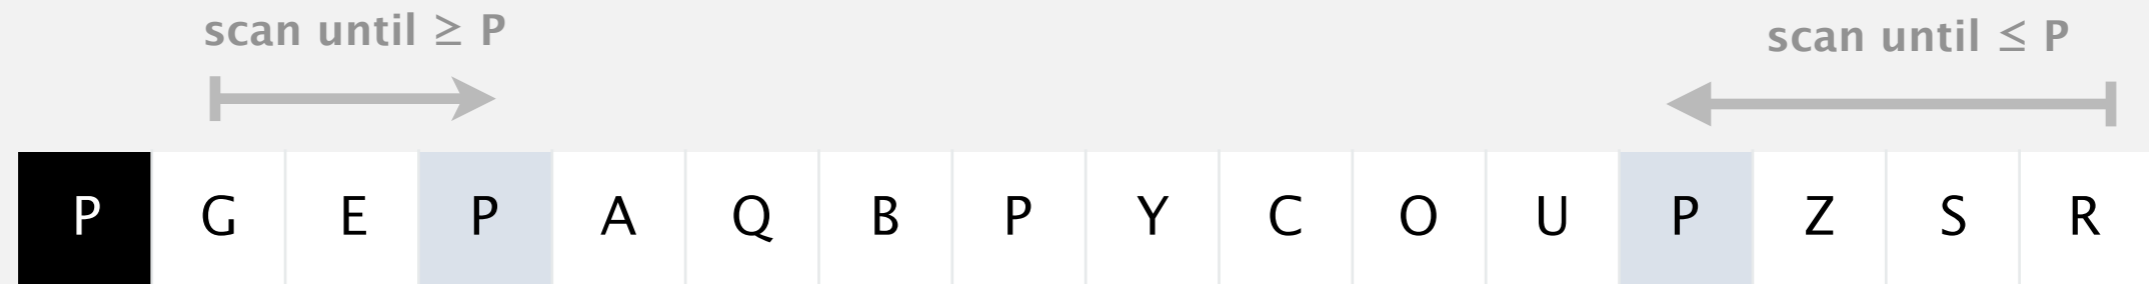 scan until ≥ P
scan until ≤ P
P G E P A Q B P Y C O U P Z S R